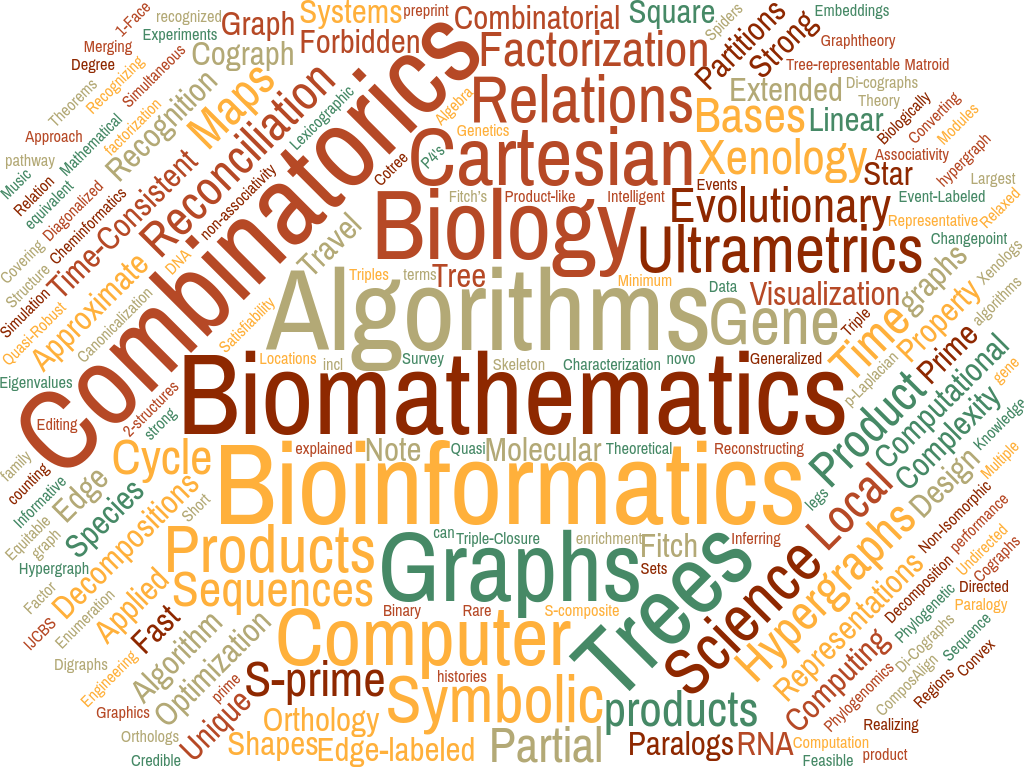 1-Face
recognized
Experiments
Graph
Systems
preprint
Combinatorial
Square
Spiders
Partitions
Strong
Embeddings
Merging
Degree
Recognizing
Simultaneous
Cograph
Forbidden
Factorization
Graphtheory
Tree-representable
Matroid
Theorems
factorization
Recognition
Maps
Reconciliation
Lexicographic
Combinatorics
Algebra
Relations
Extended
Di-cographs
Theory
Biologically
Converting
Modules
Approach
Mathematical
Genetics
Bases
Linear
pathway
Music
Relation
equivalent
Diagonalized
Cheminformatics
Time-Consistent
non-associativity
Cotree
P4's
Cartesian
Xenology
Star
Associativity
hypergraph
Largest
Fitch's
Product-like
Intelligent
Events
Evolutionary
Event-Labeled
Representative
Relaxed
Covering
Structure
Simulation
Quasi-Robust
Approximate
DNA
Canonicalization
Travel
Biology
Ultrametrics
Changepoint
Xenologs
algorithms
Triples
terms
Tree
Minimum
Data
Visualization
graphs
Satisfiability
Algorithms
Gene
Triple
Time
Property
Locations
incl
Survey
Skeleton
Characterization
novo
Generalized
p-Laplacian
Prime
gene
Eigenvalues
Editing
2-structures
strong
Biomathematics
Product
Computational
Complexity
Knowledge
family
counting
Informative
Equitable
graph
Edge
Cycle
explained
Note
Quasi
Molecular
Theoretical
Reconstructing
legs
Local
Design
Multiple
Species
Decompositions
Short
Bioinformatics
Hypergraphs
Non-Isomorphic
performance
Undirected
Cographs
Hypergraph
Factor
Enumeration
IJCBS
Applied
Products
Graphs
can
Triple-Closure
enrichment
Fitch
Sets
Trees
Inferring
Science
Representations
Decomposition
Directed
Paralogy
Sequences
Fast
Binary
Rare
S-composite
Phylogenetic
Di-Cographs
Sequence
Convex
Digraphs
Engineering
Algorithm
Optimization
Computer
Computing
Phylogenomics
ComposAlign
Regions
Graphics
prime
Unique
S-prime
histories
Symbolic
products
Realizing
Orthologs
Credible
Orthology
Shapes
Edge-labeled
Partial
Paralogs
RNA
Computation
Feasible
product